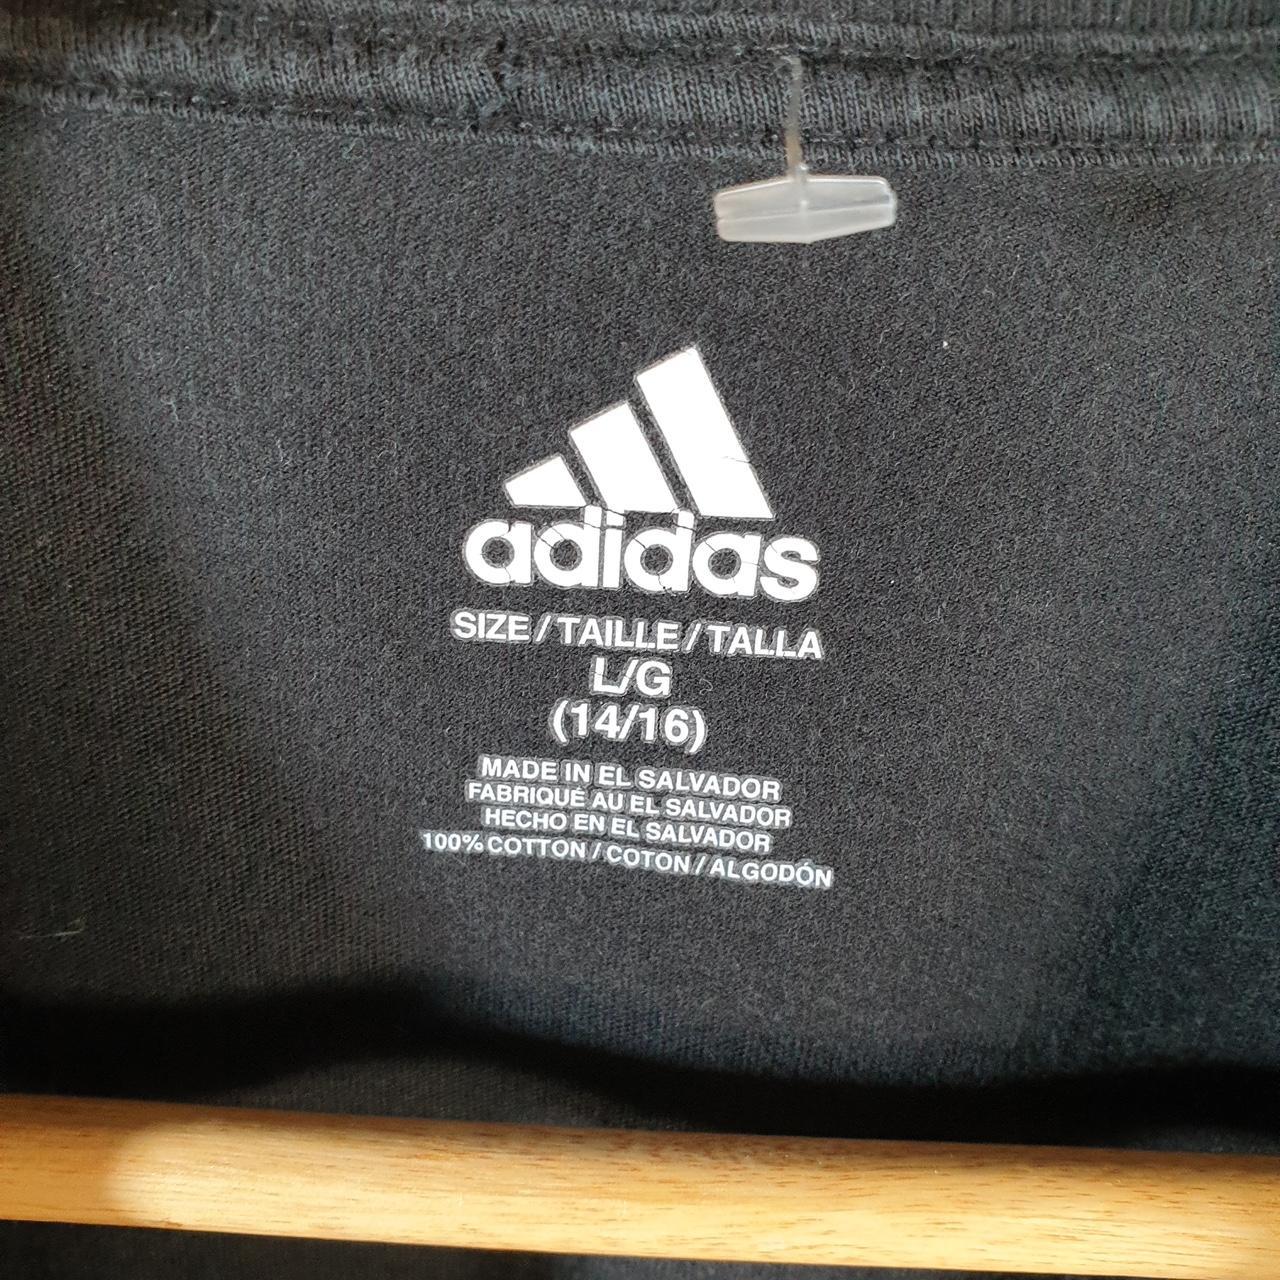 adidas
SIZE / TAILLE / TALLA
L/G
(14/16)
MADE IN EL SALVADOR
FABRIQUÉ AU EL SALVADOR
HECHO EN EL SALVADOR
100% COTTON / COTON / ALGODÓN